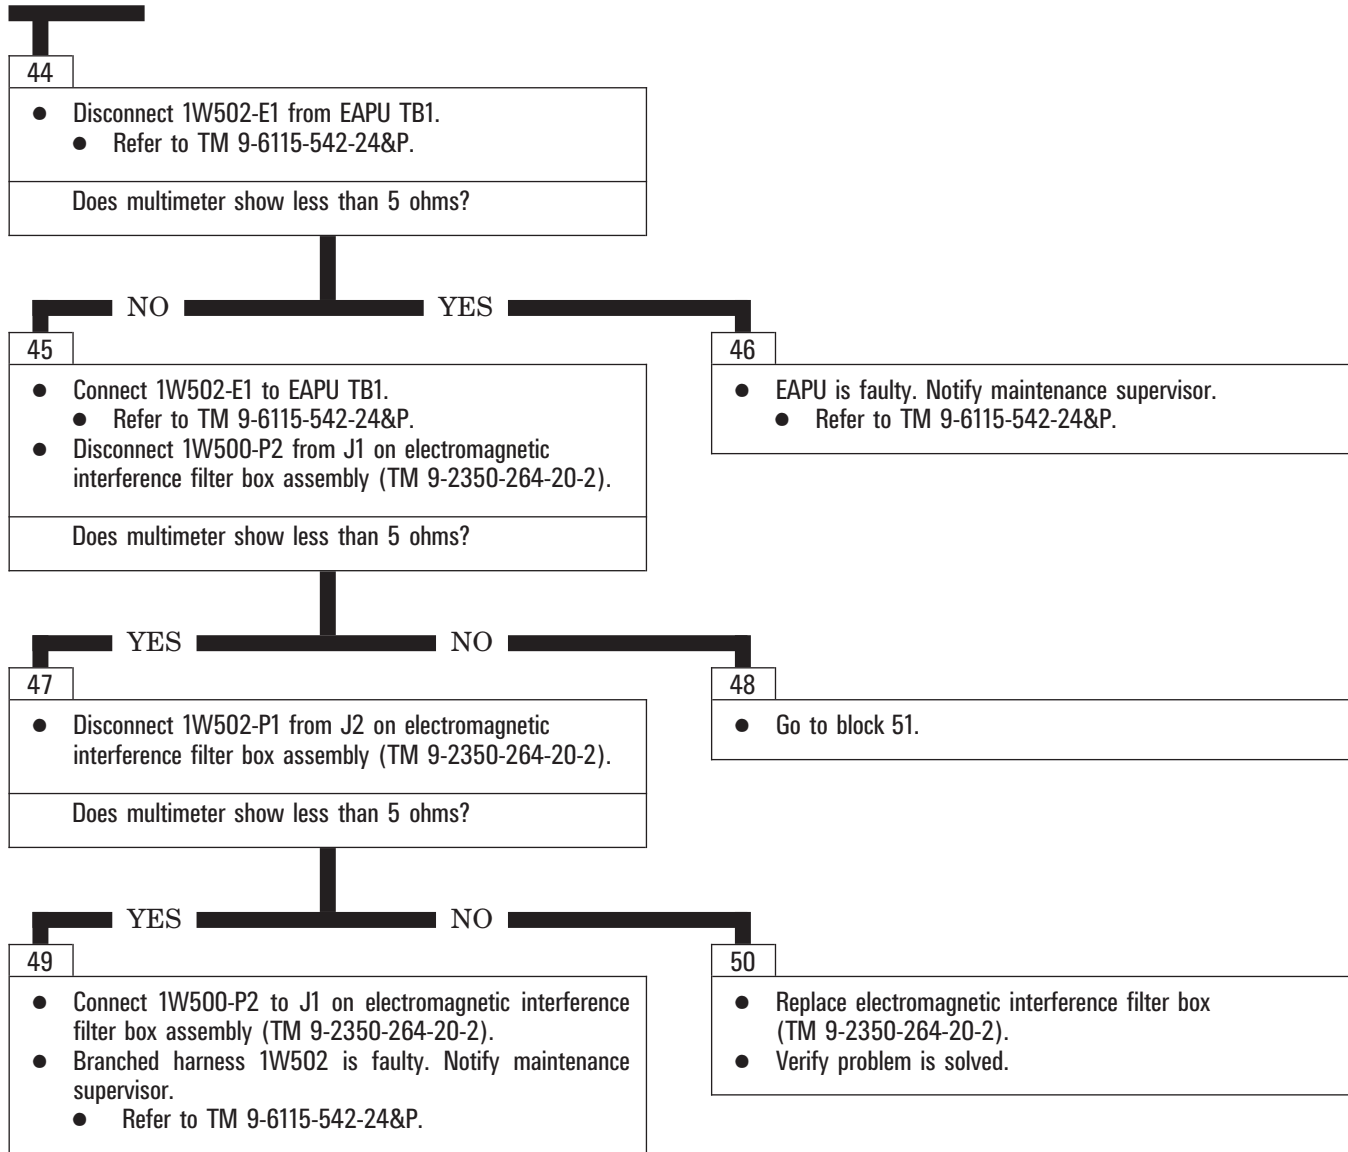 44
● Disconnect 1W502-E1 from EAPU TB1.
● Refer to TM 9-6115-542-24&P.
Does multimeter show less than 5 ohms?
NO YES
45
● Connect 1W502-E1 to EAPU TB1.
● Refer to TM 9-6115-542-24&P.
● Disconnect 1W500-P2 from J1 on electromagnetic
interference filter box assembly (TM 9-2350-264-20-2).
Does multimeter show less than 5 ohms?
46
● EAPU is faulty. Notify maintenance supervisor.
● Refer to TM 9-6115-542-24&P.
YES NO
47
● Disconnect 1W502-P1 from J2 on electromagnetic
interference filter box assembly (TM 9-2350-264-20-2).
Does multimeter show less than 5 ohms?
48
● Go to block 51.
YES NO
49
● Connect 1W500-P2 to J1 on electromagnetic interference
filter box assembly (TM 9-2350-264-20-2).
● Branched harness 1W502 is faulty. Notify maintenance
supervisor.
● Refer to TM 9-6115-542-24&P.
50
● Replace electromagnetic interference filter box
(TM 9-2350-264-20-2).
● Verify problem is solved.